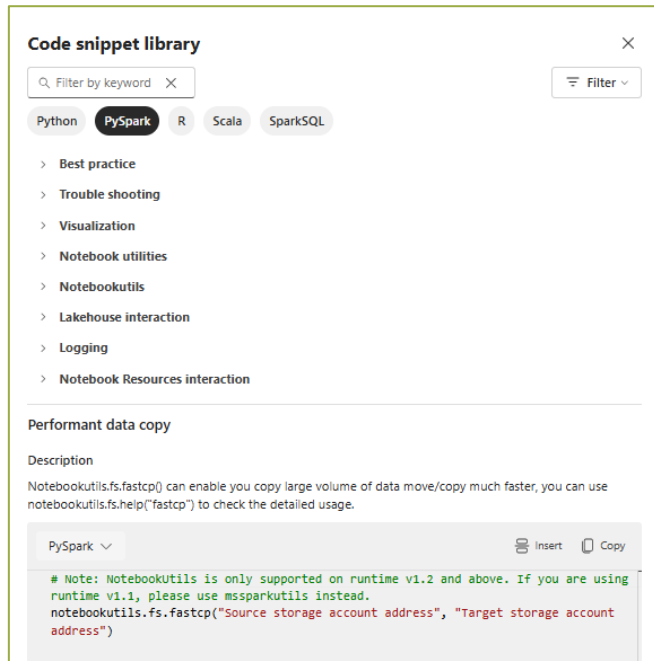 Code snippet library
Filter by keyword
Filter
Python PySpark R Scala SparkSQL
Best practice
Trouble shooting
Visualization
Notebook utilities
Notebookutils
Lakehouse interaction
Logging
Notebook Resources interaction
Performant data copy
Description
Notebookutils.fs.fastcp() can enable you copy large volume of data move/copy much faster, you can use
notebookutils.fs.help("fastcp") to check the detailed usage.
PySpark Insert Copy
# Note: NotebookUtils is only supported on runtime v1.2 and above. If you are using
runtime v1.1, please use mssparkutils instead.
notebookutils.fs.fastcp("Source storage account address", "Target storage account
address")